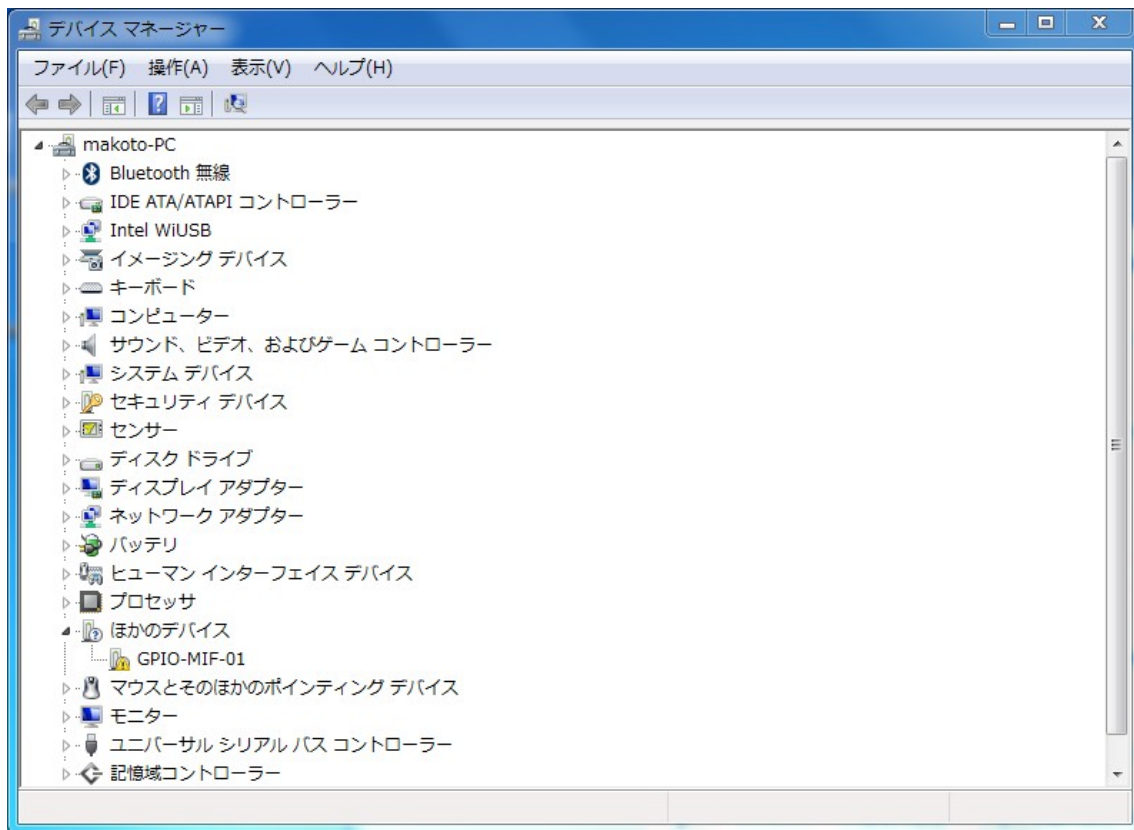 デバイス マネージャー
ファイル(F) 操作(A) 表示(V) ヘルプ(H)
makoto-PC
Bluetooth 無線
IDE ATA/ATAPI コントローラー
Intel WiUSB
イメージング デバイス
キーボード
コンピューター
サウンド、ビデオ、およびゲーム コントローラー
システム デバイス
セキュリティ デバイス
センサー
ディスク ドライブ
ディスプレイ アダプター
ネットワーク アダプター
バッテリ
ヒューマン インターフェイス デバイス
プロセッサ
ほかのデバイス
GPIO-MIF-01
マウスとそのほかのポインティング デバイス
モニター
ユニバーサル シリアル バス コントローラー
記憶域コントローラー